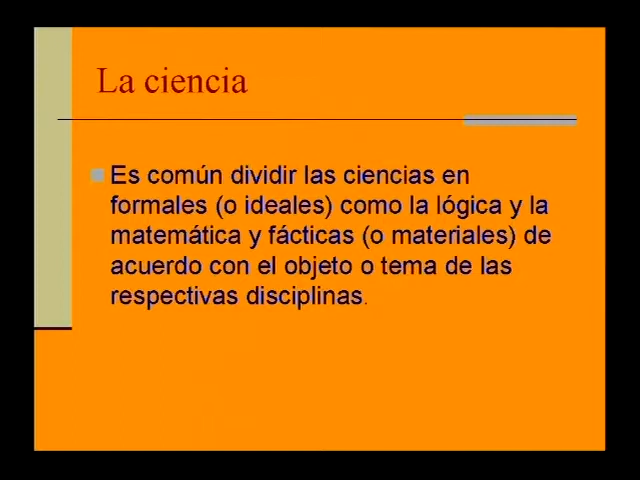 La ciencia
Es común dividir las ciencias en
formales (o ideales) como la lógica y la
matemática y fácticas (o materiales) de
acuerdo con el objeto o tema de las
respectivas disciplinas.